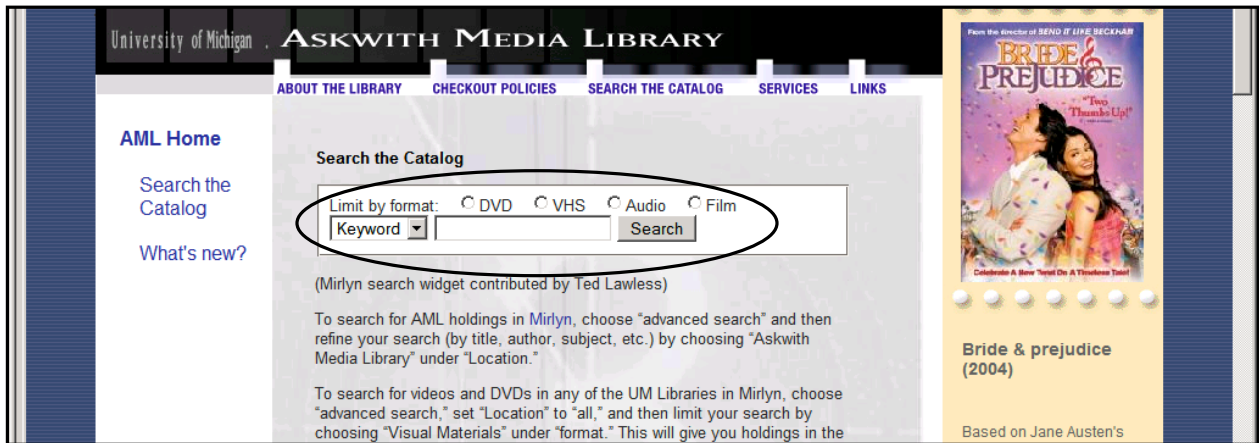 University of Michigan . ASKWITH MEDIA LIBRARY
ABOUT THE LIBRARY CHECKOUT POLICIES SEARCH THE CATALOG SERVICES LINKS
AML Home
Search the
Catalog
What's new?
Search the Catalog
Limit by format: DVD VHS Audio Film
Keyword Search
(Mirlyn search widget contributed by Ted Lawless)
To search for AML holdings in Mirlyn, choose “advanced search” and then
refine your search (by title, author, subject, etc.) by choosing “Askwith
Media Library” under “Location.”
To search for videos and DVDs in any of the UM Libraries in Mirlyn, choose
“advanced search,” set “Location” to “all,” and then limit your search by
choosing “Visual Materials” under “format.” This will give you holdings in the
From the director of BEND IT LIKE BECKHAM
BRIDE &
PREJUDICE
"Two
Thumbs Up!"
Celebrate A New Twist On A Timeless Tale!
Bride & prejudice
(2004)
Based on Jane Austen's